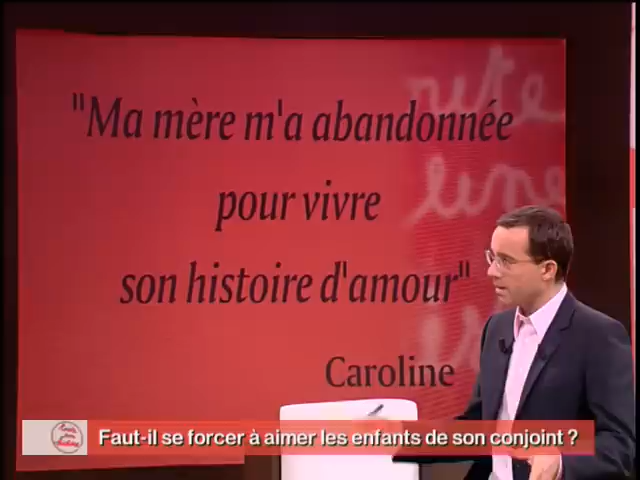 "Ma mère m'a abandonnée
pour vivre
son histoire d'amour"
Caroline
Faut-il se forcer à aimer les enfants de son conjoint ?